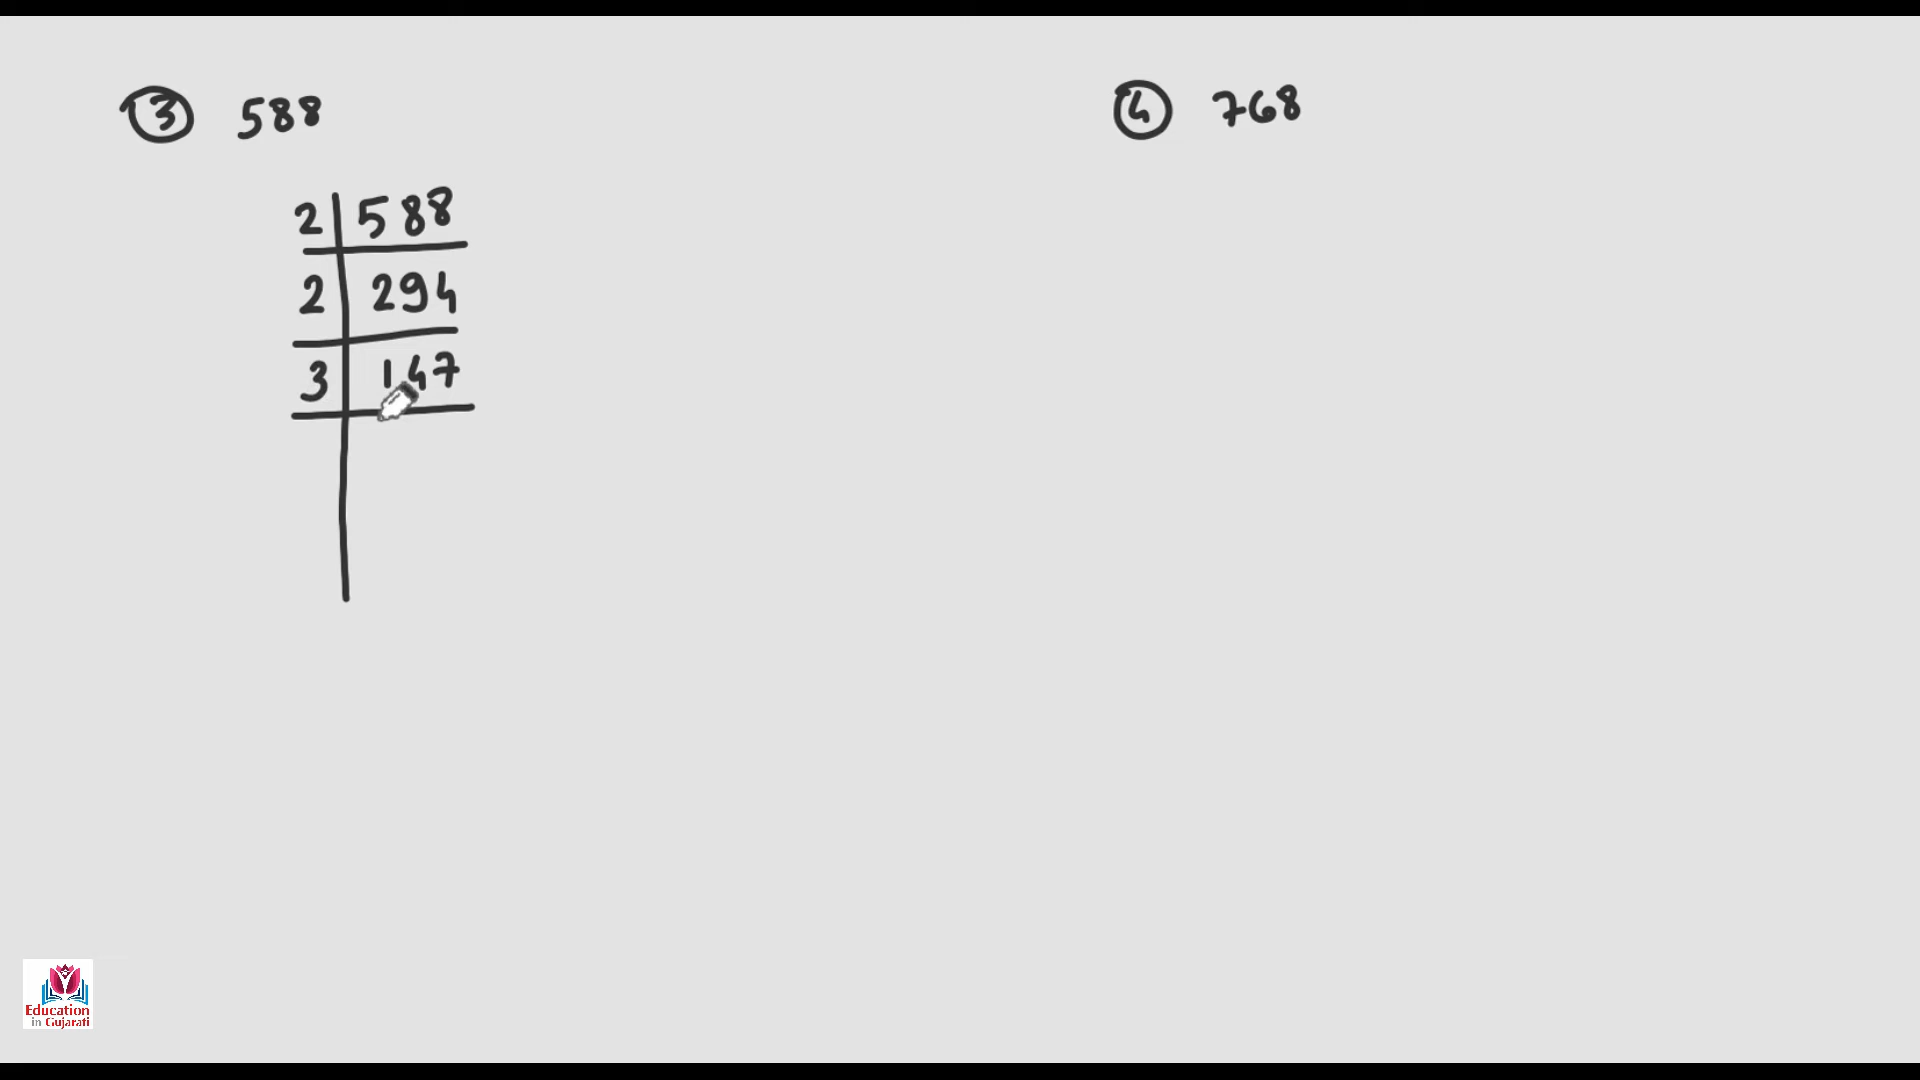 ③ 588
2 | 588
2 | 294
3 | 147
④ 768
Education
in Gujarati